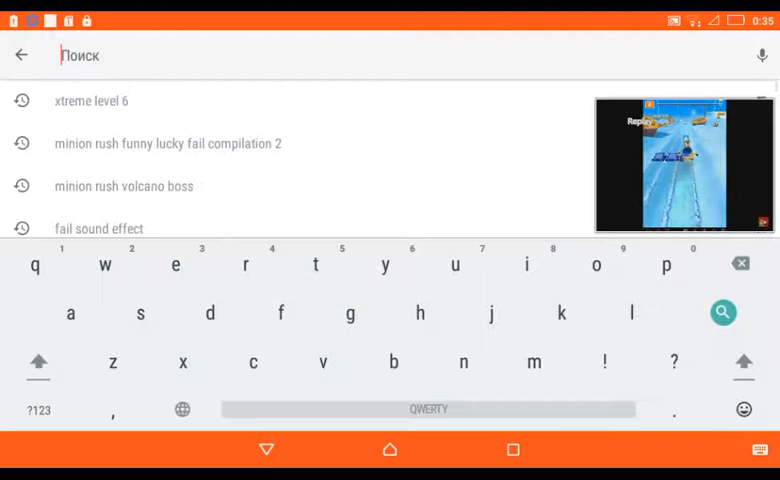 0:35
Поиск
xtreme level 6
minion rush funny lucky fail compilation 2
minion rush volcano boss
fail sound effect
Replay
1 2 3 4 5 6 7 8 9 0
q w e r t y u i o p
a s d f g h j k l
z x c v b n m ! ?
?123 , QWERTY .